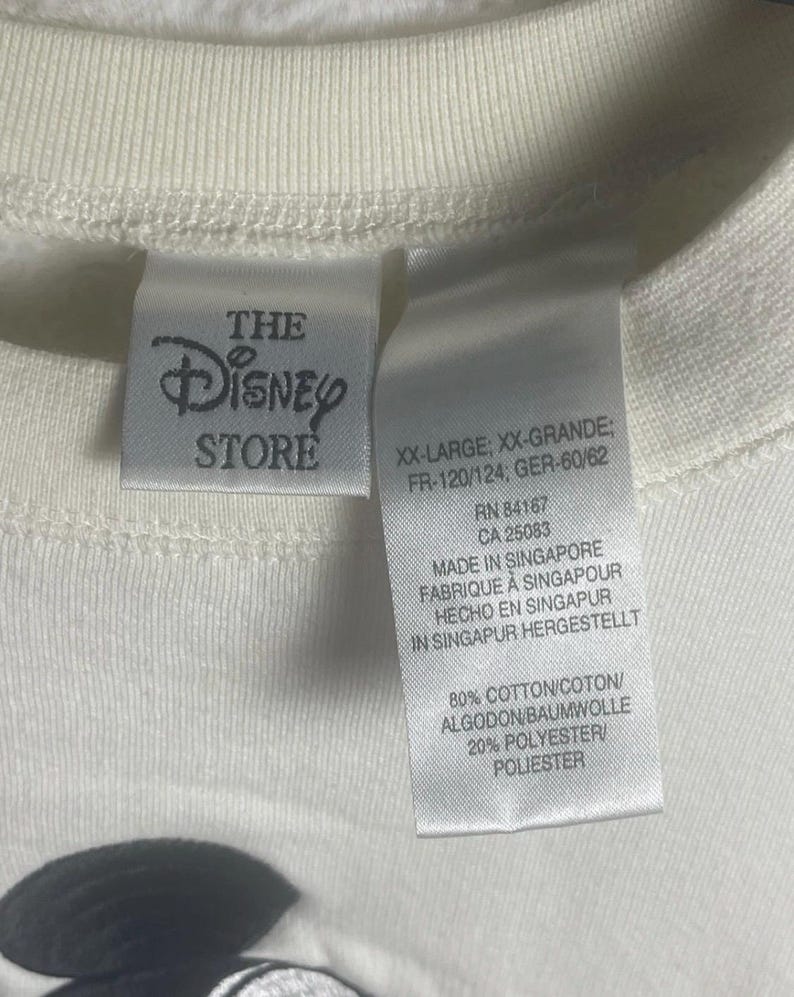 THE
Disney
STORE
XX-LARGE; XX-GRANDE;
FR-120/124; GER-60/62
RN 84167
CA 25083
MADE IN SINGAPORE
FABRIQUE À SINGAPOUR
HECHO EN SINGAPUR
IN SINGAPUR HERGESTELLT
80% COTTON/COTON/
ALGODON/BAUMWOLLE
20% POLYESTER/
POLIESTER